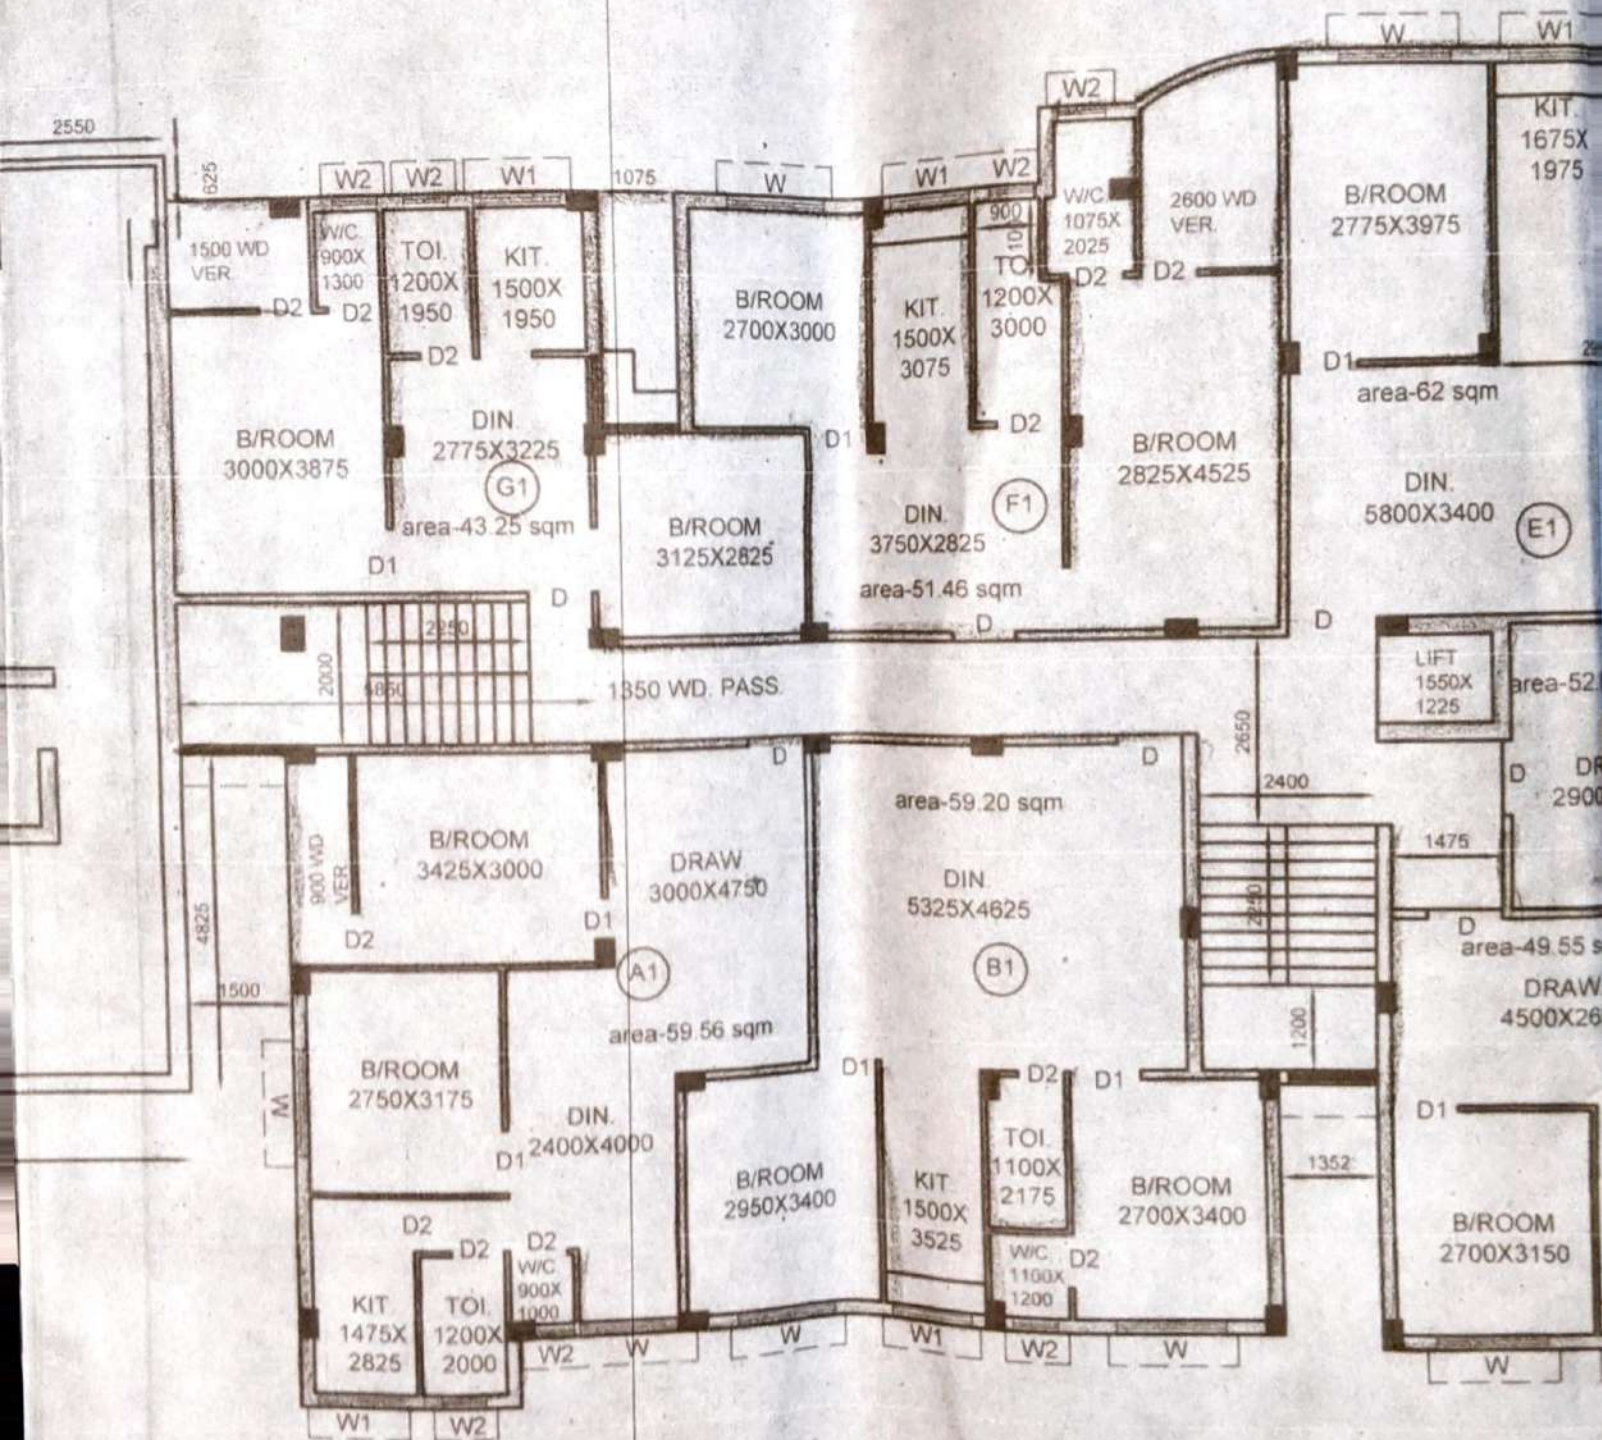 W
W1
W2
2550
KIT.
1675X
1975
625
W2
W2
W1
1075
W
W1
W2
B/ROOM
2775X3975
W/C
1075X
2025
2600 WD
VER.
900
1500 WD
VER.
W/C.
900X
1300
TOI.
1200X
1950
KIT.
1500X
1950
D2
D2
D2
D2
D2
B/ROOM
2700X3000
KIT.
1500X
3075
1200X
3000
D1
area-62 sqm
D2
B/ROOM
3000X3875
DIN.
2775X3225
G1
area-43.25 sqm
D1
D2
B/ROOM
2825X4525
DIN.
5800X3400
E1
F1
B/ROOM
3125X2825
DIN.
3750X2825
area-51.46 sqm
D1
D
D
D
2250
2000
1350 WD. PASS.
LIFT
1550X
1225
area-52.
2650
D
D
area-59.20 sqm
2400
D
2900
B/ROOM
3425X3000
900 WD
VER
DRAW
3000X4750
1475
4825
DIN
5325X4625
2250
D2
D1
A1
B1
D
area-49.55 s
1500
area-59.56 sqm
DRAW
4500X26
1200
B/ROOM
2750X3175
W
D1
D2
D1
D1
DIN.
2400X4000
D1
TOI.
1100X
2175
1352
B/ROOM
2950X3400
KIT
1500X
3525
B/ROOM
2700X3400
B/ROOM
2700X3150
D2
D2
D2
W/C
900X
1000
W/C
1100X
1200
D2
KIT
1475X
2825
TOI.
1200X
2000
W2
W
W
W1
W2
W
W
W1
W2